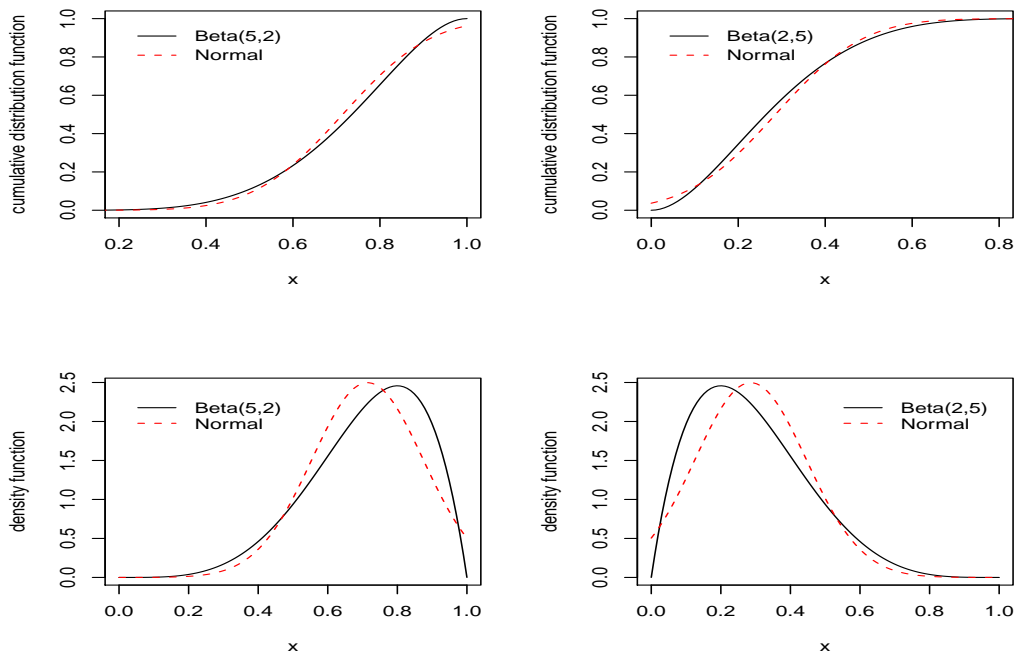 cumulative distribution function
0.0 0.2 0.4 0.6 0.8 1.0
Beta(5,2)
Normal
0.2 0.4 0.6 0.8 1.0
x
cumulative distribution function
0.0 0.2 0.4 0.6 0.8 1.0
Beta(2,5)
Normal
0.0 0.2 0.4 0.6 0.8
x
density function
0.0 0.5 1.0 1.5 2.0 2.5
Beta(5,2)
Normal
0.0 0.2 0.4 0.6 0.8 1.0
x
density function
0.0 0.5 1.0 1.5 2.0 2.5
Beta(2,5)
Normal
0.0 0.2 0.4 0.6 0.8 1.0
x